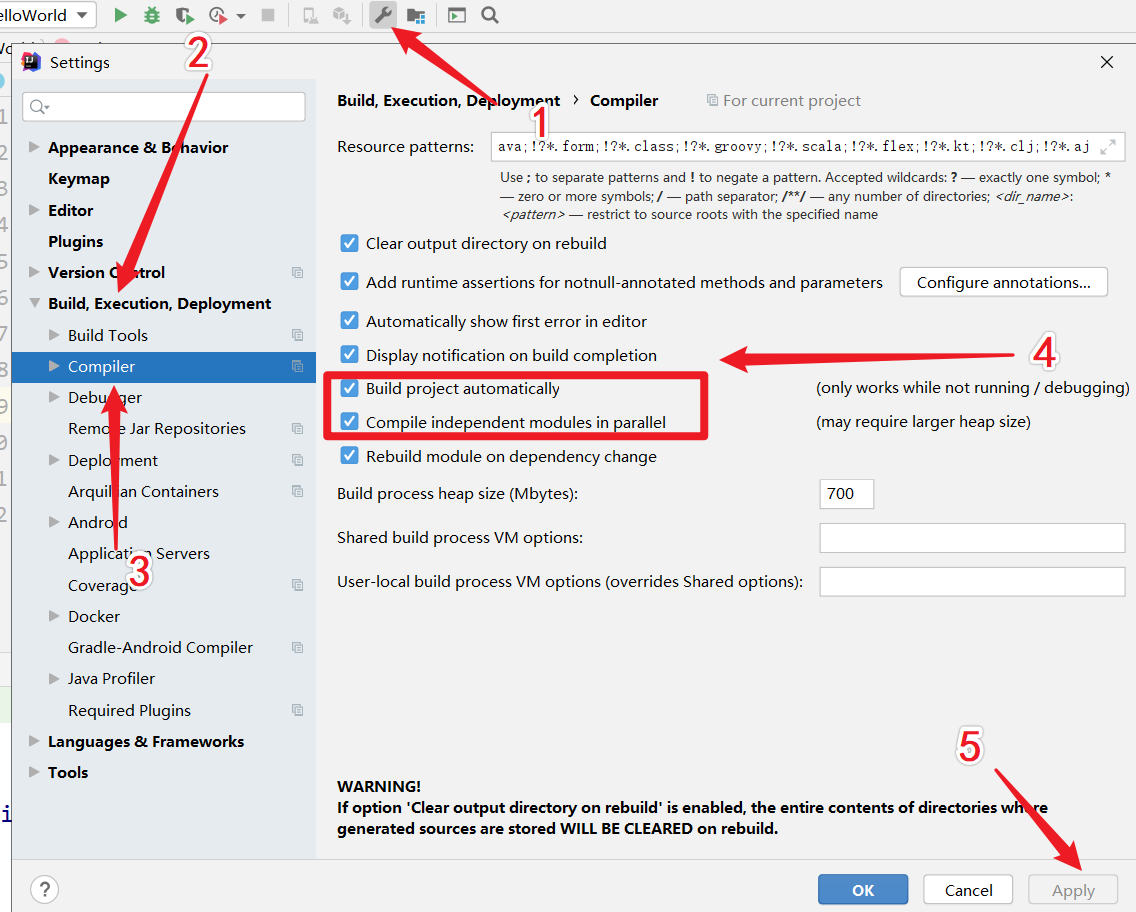 elloWorld
2
Settings
1
Build, Execution, Deployment › Compiler
For current project
Resource patterns:
ava;!?*.form;!?*.class;!?*.groovy;!?*.scala;!?*.flex;!?*.kt;!?*.clj;!?*.aj
Use ; to separate patterns and ! to negate a pattern. Accepted wildcards: ? — exactly one symbol; *
— zero or more symbols; / — path separator; /**/ — any number of directories; <dir_name>:
<pattern> — restrict to source roots with the specified name
Appearance & Behavior
Keymap
Editor
Plugins
Version Control
Build, Execution, Deployment
Build Tools
Compiler
Debugger
Remote Jar Repositories
Deployment
Arquillian Containers
Android
Application Servers
3
Coverage
Docker
Gradle-Android Compiler
Java Profiler
Required Plugins
Languages & Frameworks
Tools
Clear output directory on rebuild
Add runtime assertions for notnull-annotated methods and parameters
Configure annotations...
Automatically show first error in editor
Display notification on build completion
4
Build project automatically
(only works while not running / debugging)
Compile independent modules in parallel
(may require larger heap size)
Rebuild module on dependency change
Build process heap size (Mbytes):
700
Shared build process VM options:
User-local build process VM options (overrides Shared options):
5
WARNING!
If option 'Clear output directory on rebuild' is enabled, the entire contents of directories where
generated sources are stored WILL BE CLEARED on rebuild.
?
OK
Cancel
Apply